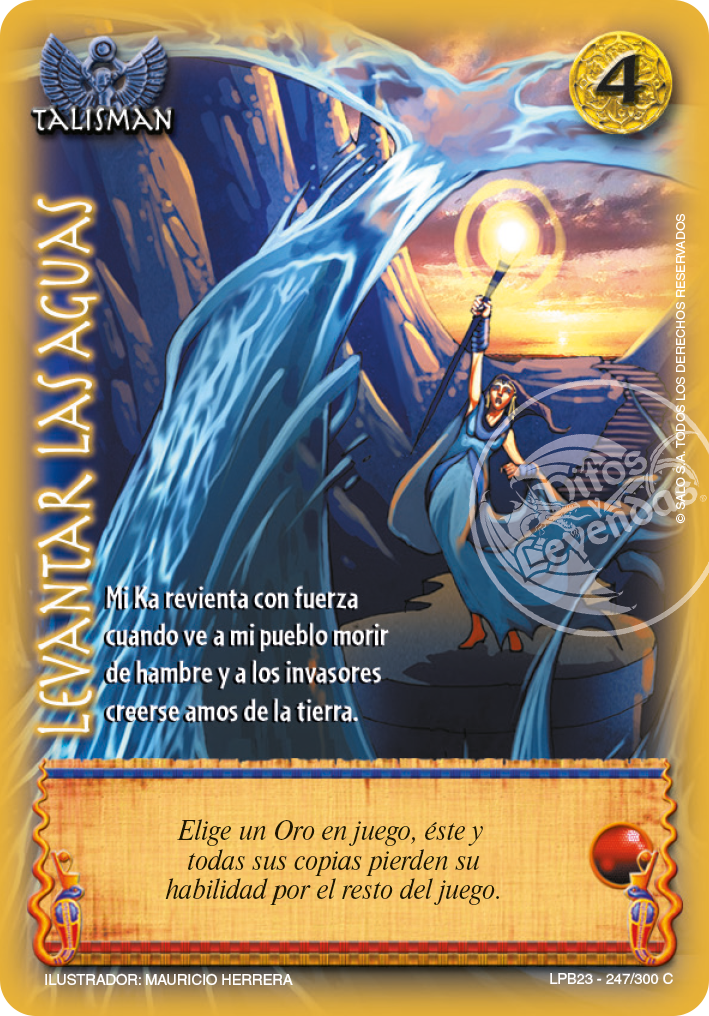 TALISMAN
4
LEVANTAR LAS AGUAS
© SALO S.A. TODOS LOS DERECHOS RESERVADOS
Mitos
y
Leyendas
®
Mi Ka revienta con fuerza
cuando ve a mi pueblo morir
de hambre y a los invasores
creerse amos de la tierra.
Elige un Oro en juego, éste y
todas sus copias pierden su
habilidad por el resto del juego.
ILUSTRADOR: MAURICIO HERRERA
LPB23 - 247/300 C